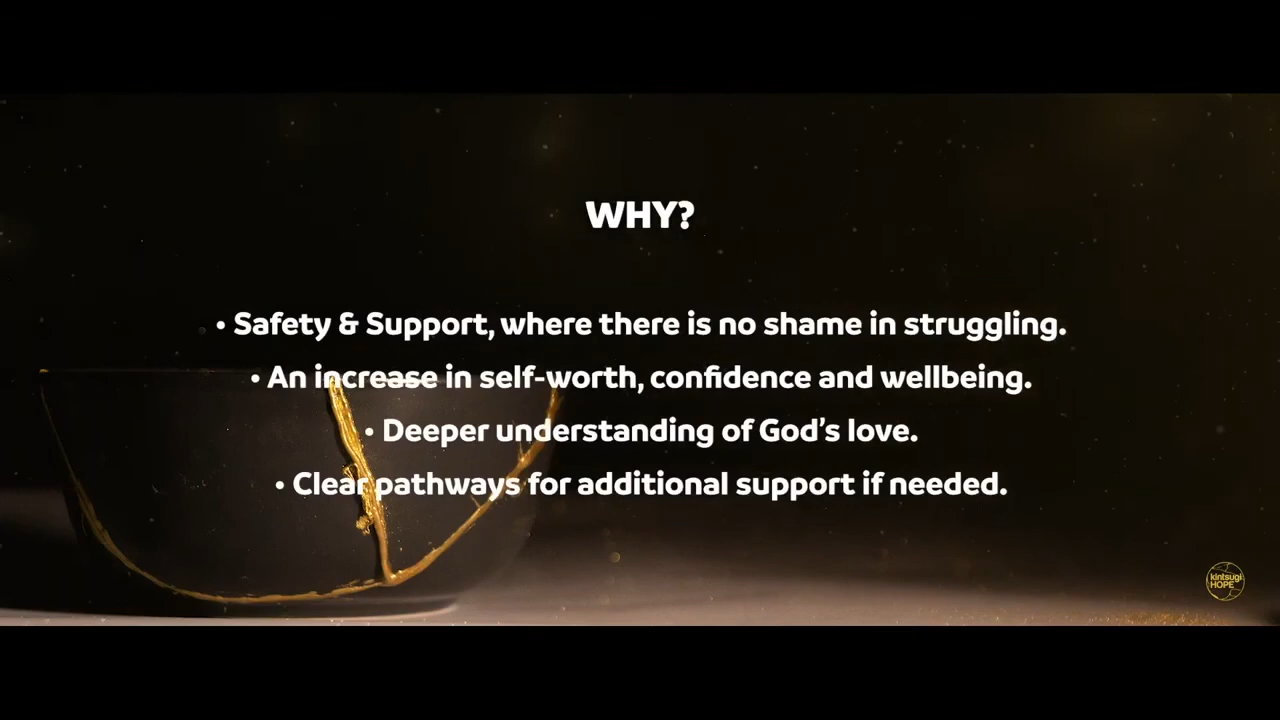 WHY?
• Safety & Support, where there is no shame in struggling.
• An increase in self-worth, confidence and wellbeing.
• Deeper understanding of God's love.
• Clear pathways for additional support if needed.
kintsugi
HOPE